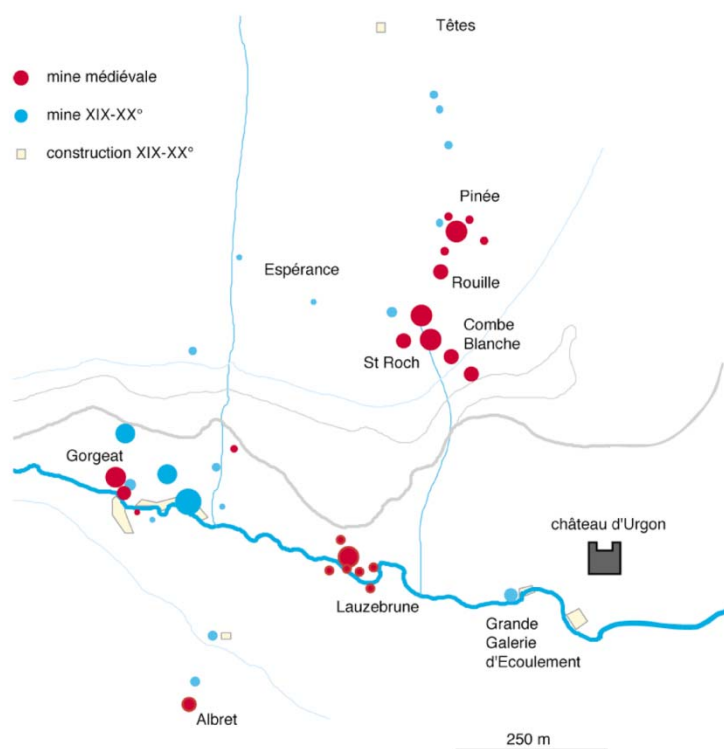 Têtes
mine médiévale
mine XIX-XX°
construction XIX-XX°
Pinée
Espérance
Rouille
Combe
Blanche
St Roch
Gorgeat
château d'Urgon
Lauzebrune
Grande
Galerie
d'Ecoulement
Albret
250 m